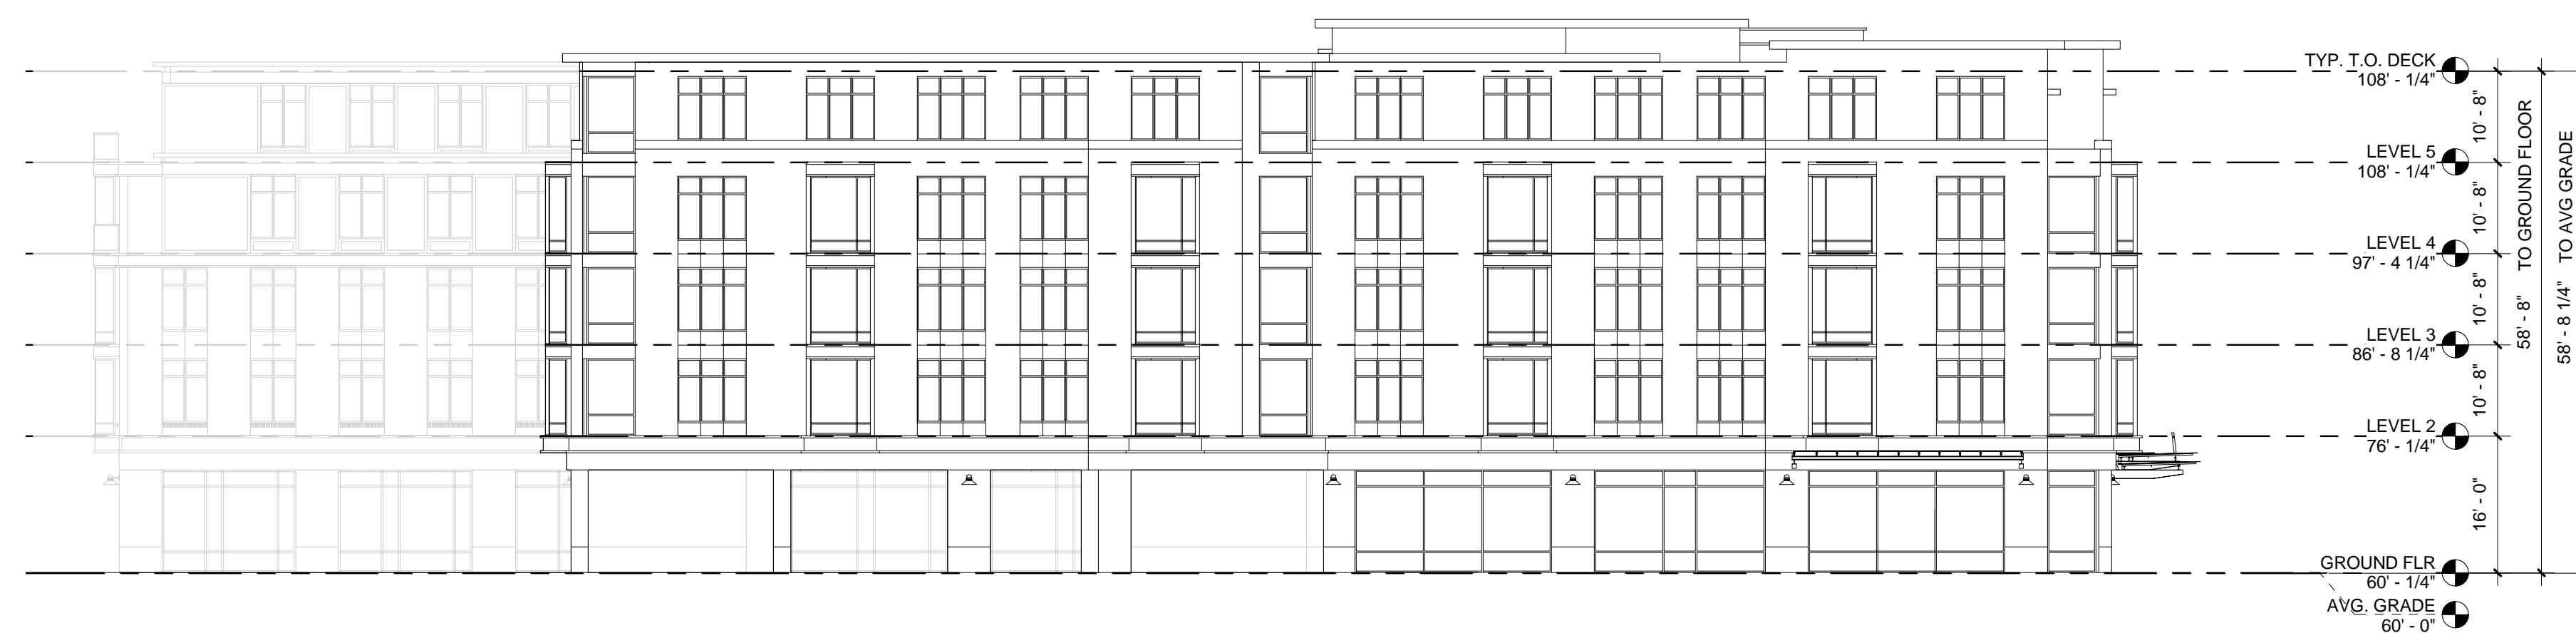 TYP. T.O. DECK
108' - 1/4"
LEVEL 5
108' - 1/4"
LEVEL 4
97' - 4 1/4"
LEVEL 3
86' - 8 1/4"
LEVEL 2
76' - 1/4"
GROUND FLR
60' - 1/4"
AVG. GRADE
60' - 0"
10' - 8"
10' - 8"
10' - 8"
10' - 8"
16' - 0"
58' - 8" TO GROUND FLOOR
58' - 8 1/4" TO AVG GRADE